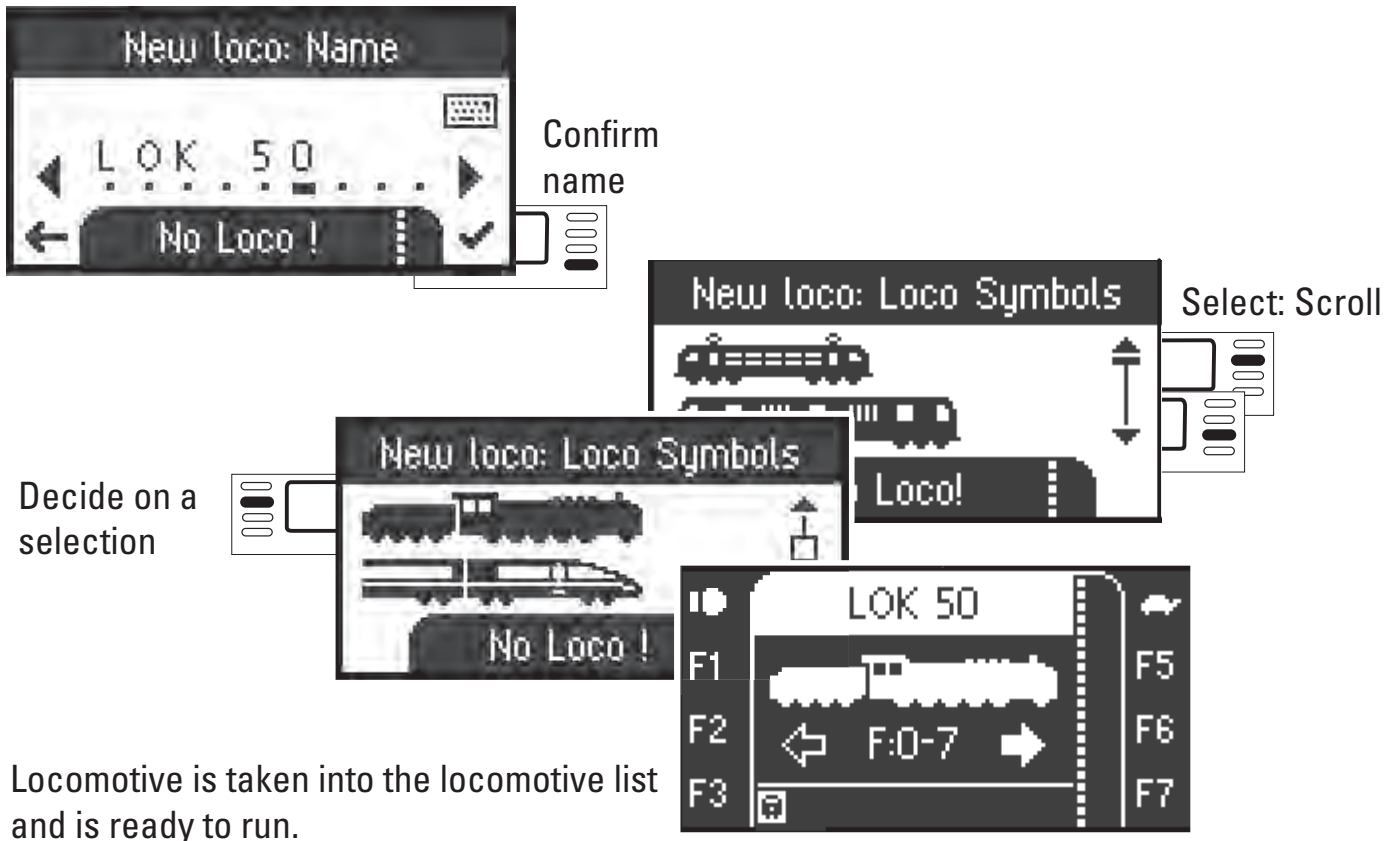 New loco: Name
LOK 50
No Loco !
Confirm
name
New loco: Loco Symbols
Loco!
Select: Scroll
New loco: Loco Symbols
No Loco !
Decide on a
selection
LOK 50
F1
F5
F2
F:0-7
F6
F3
F7
Locomotive is taken into the locomotive list
and is ready to run.